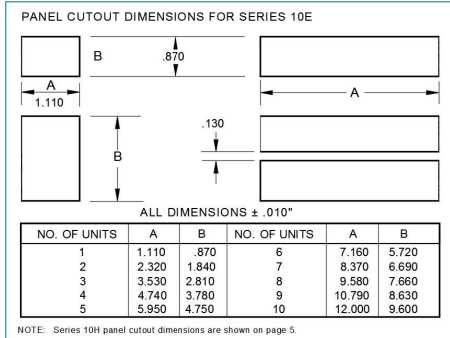 PANEL CUTOUT DIMENSIONS FOR SERIES 10E
B
.870
A
1.110
A
B
.130
ALL DIMENSIONS ± .010"
NO. OF UNITS A B NO. OF UNITS A B
1 1.110 .870 6 7.160 5.720
2 2.320 1.840 7 8.370 6.690
3 3.530 2.810 8 9.580 7.660
4 4.740 3.780 9 10.790 8.630
5 5.950 4.750 10 12.000 9.600
NOTE: Series 10H panel cutout dimensions are shown on page 5.